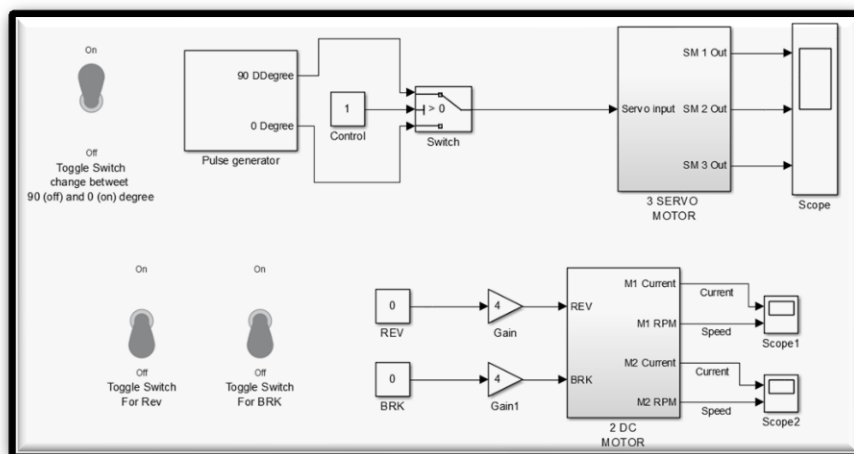 On
Off
Toggle Switch
change betweet
90 (off) and 0 (on) degree
90 DDegree
0 Degree
Pulse generator
1
Control
> 0
Switch
Servo input
SM 1 Out
SM 2 Out
SM 3 Out
3 SERVO
MOTOR
Scope
On
Off
Toggle Switch
For Rev
On
Off
Toggle Switch
For BRK
0
REV
4
Gain
0
BRK
4
Gain1
REV
BRK
M1 Current
M1 RPM
M2 Current
M2 RPM
2 DC
MOTOR
Current
Speed
Scope1
Current
Speed
Scope2